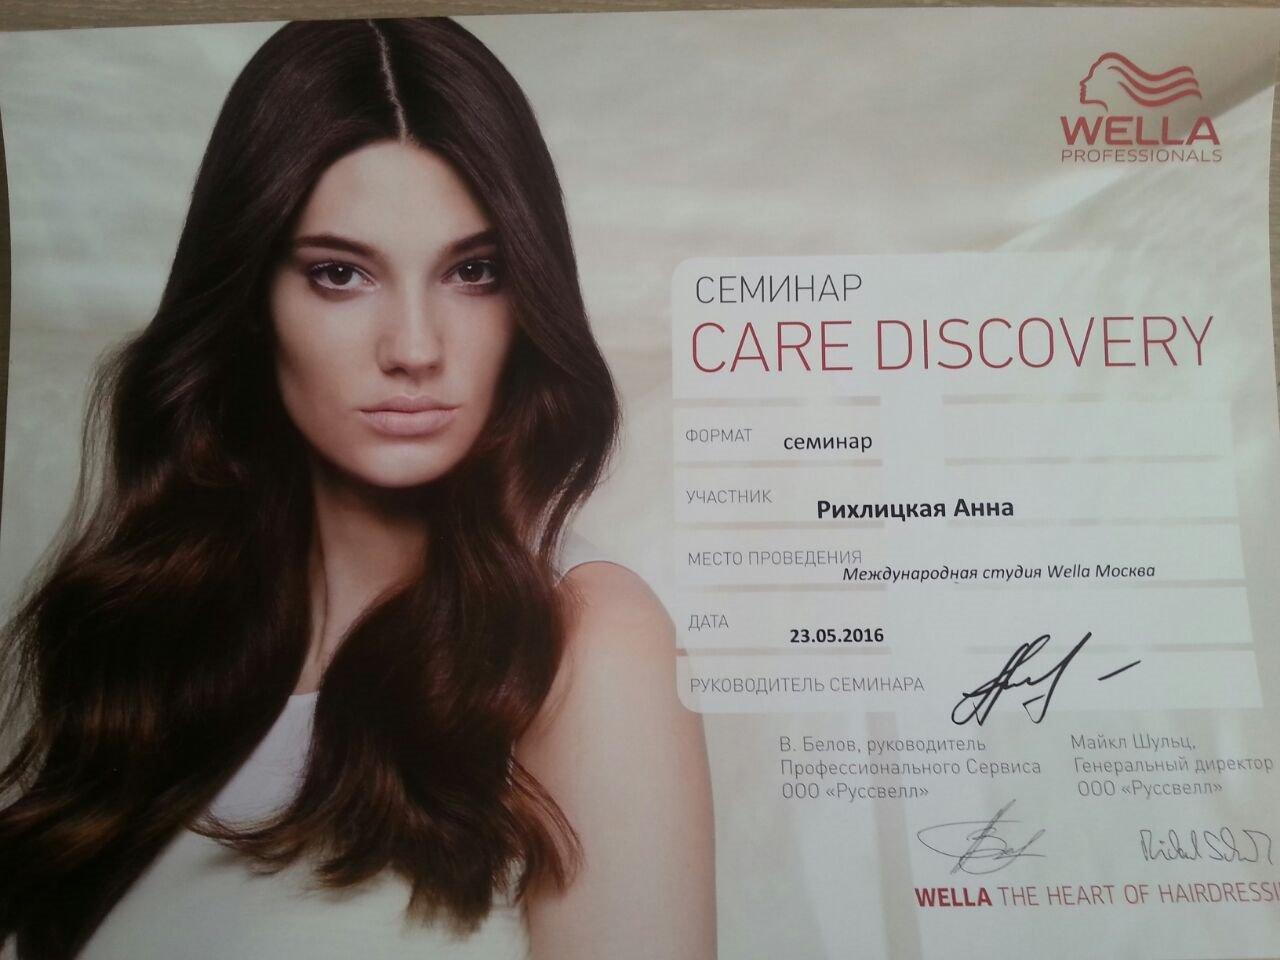 WELLA
PROFESSIONALS
СЕМИНАР
CARE DISCOVERY
ФОРМАТ семинар
УЧАСТНИК Рихлицкая Анна
МЕСТО ПРОВЕДЕНИЯ Международная студия Wella Москва
ДАТА 23.05.2016
РУКОВОДИТЕЛЬ СЕМИНАРА
В. Белов, руководитель
Профессионального Сервиса
ООО «Руссвелл»
Майкл Шульц,
Генеральный директор
ООО «Руссвелл»
WELLA THE HEART OF HAIRDRESSI